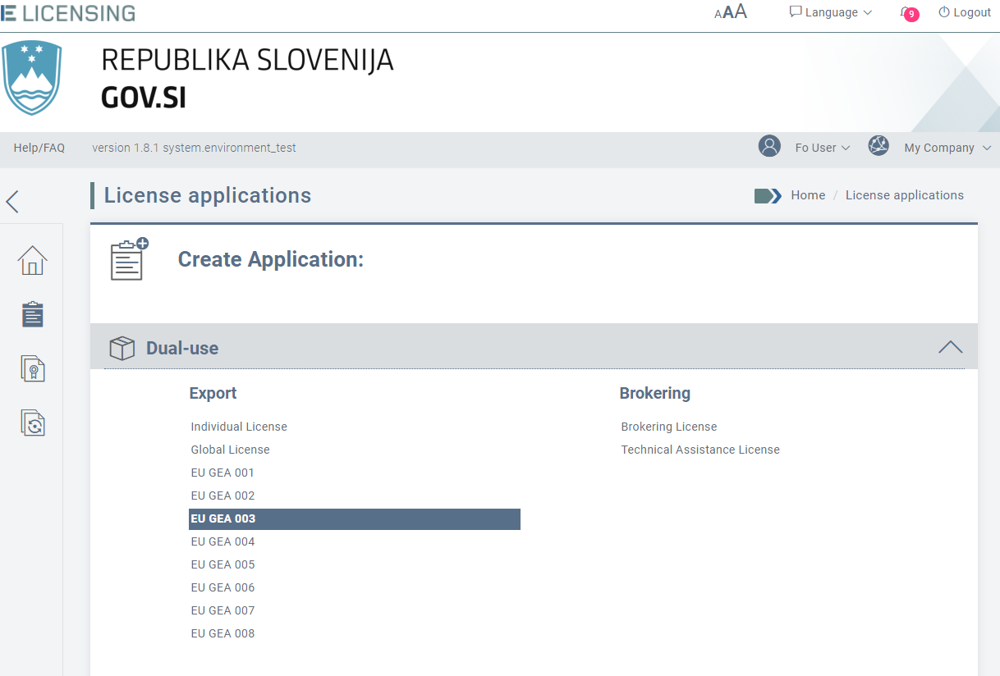 E LICENSING
AAA
Language
9
Logout
REPUBLIKA SLOVENIJA
GOV.SI
Help/FAQ
version 1.8.1 system.environment_test
Fo User
My Company
License applications
Home / License applications
Create Application:
Dual-use
Export
Individual License
Global License
EU GEA 001
EU GEA 002
EU GEA 003
EU GEA 004
EU GEA 005
EU GEA 006
EU GEA 007
EU GEA 008
Brokering
Brokering License
Technical Assistance License